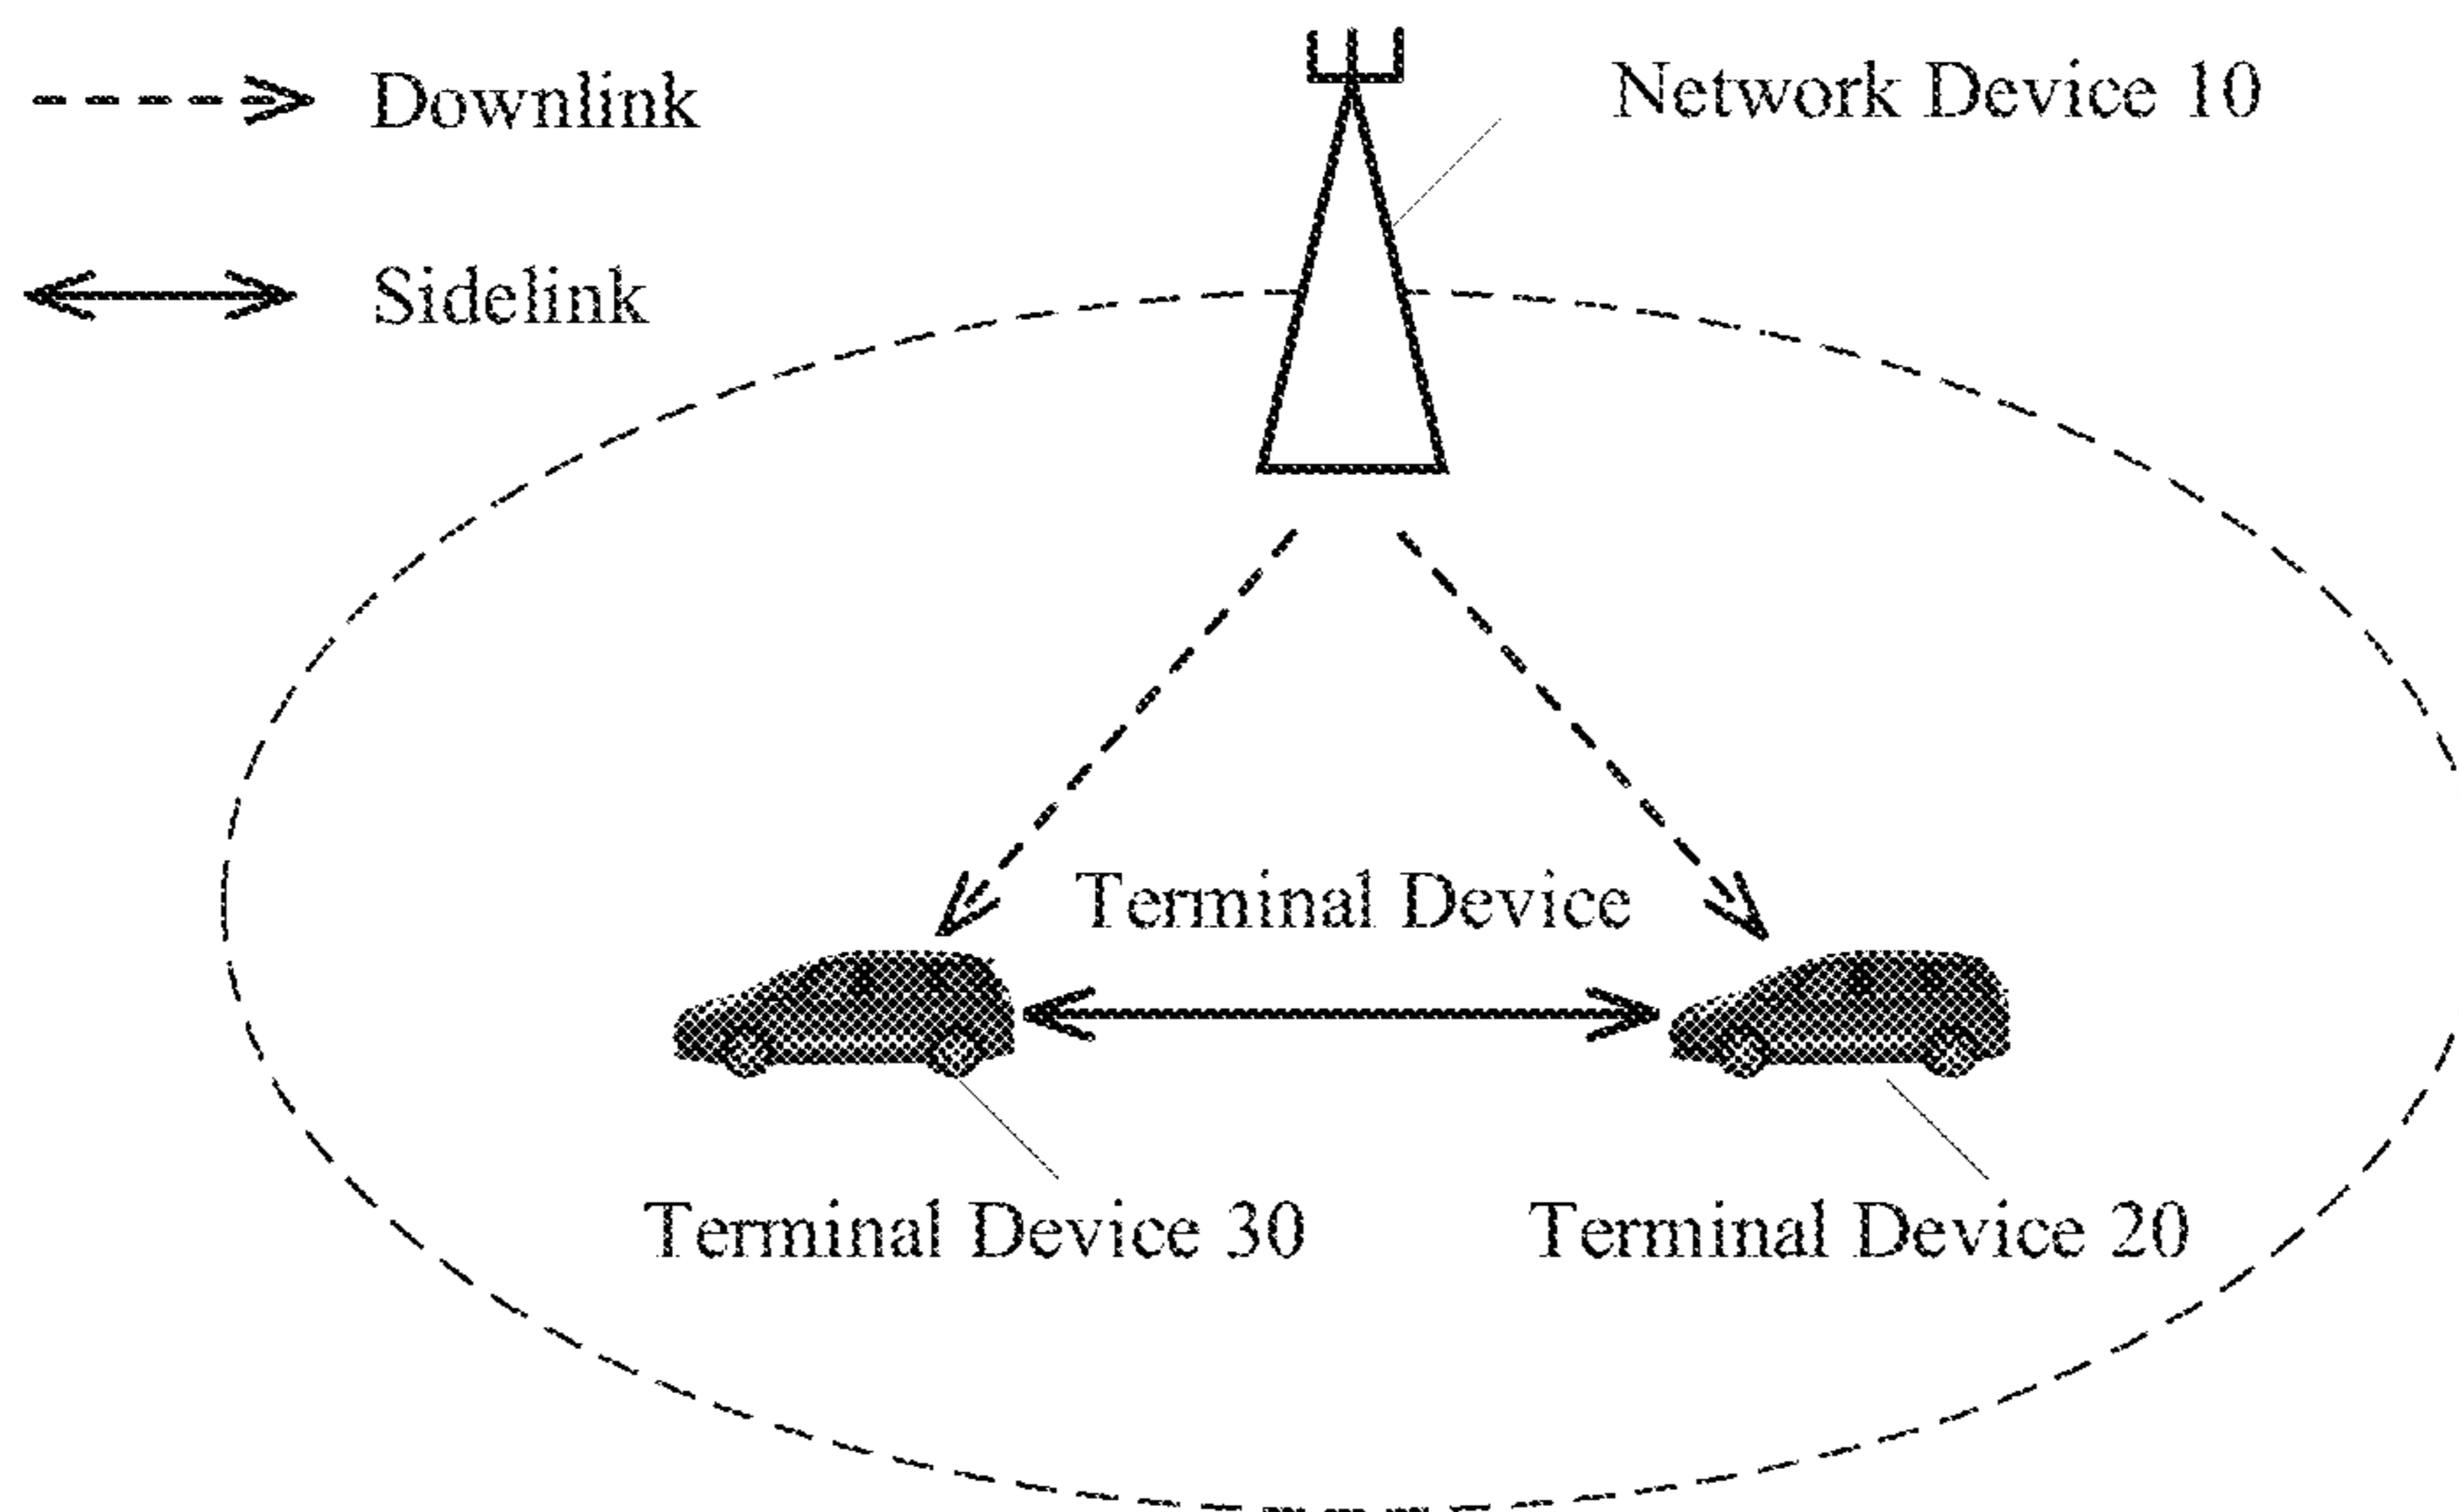 Downlink
Network Device 10
Sidelink
Terminal Device
Terminal Device 30
Terminal Device 20